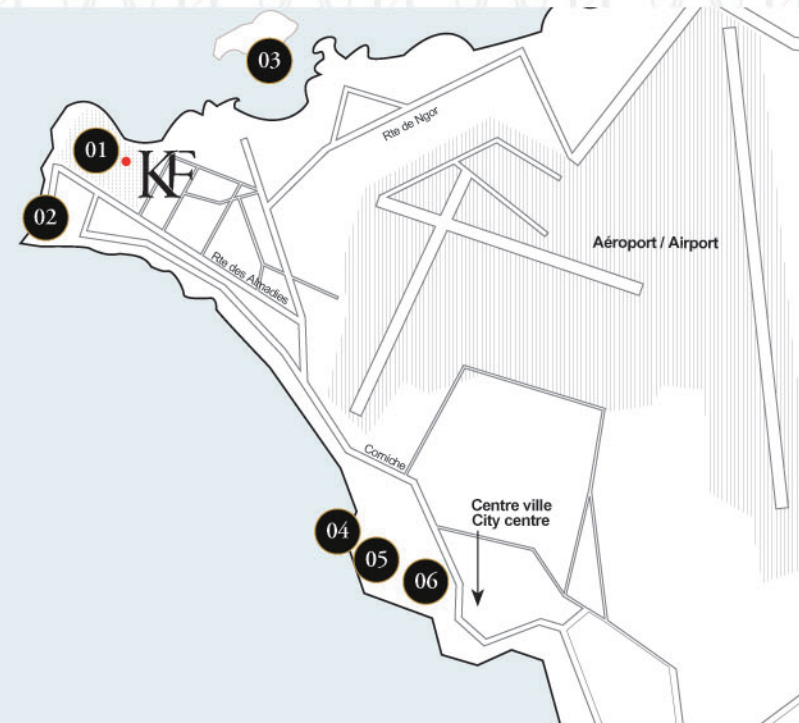 03
Rte de Ngor
01
KF
02
Aéroport / Airport
Rte des Almadies
Corniche
Centre ville
City centre
04
05
06